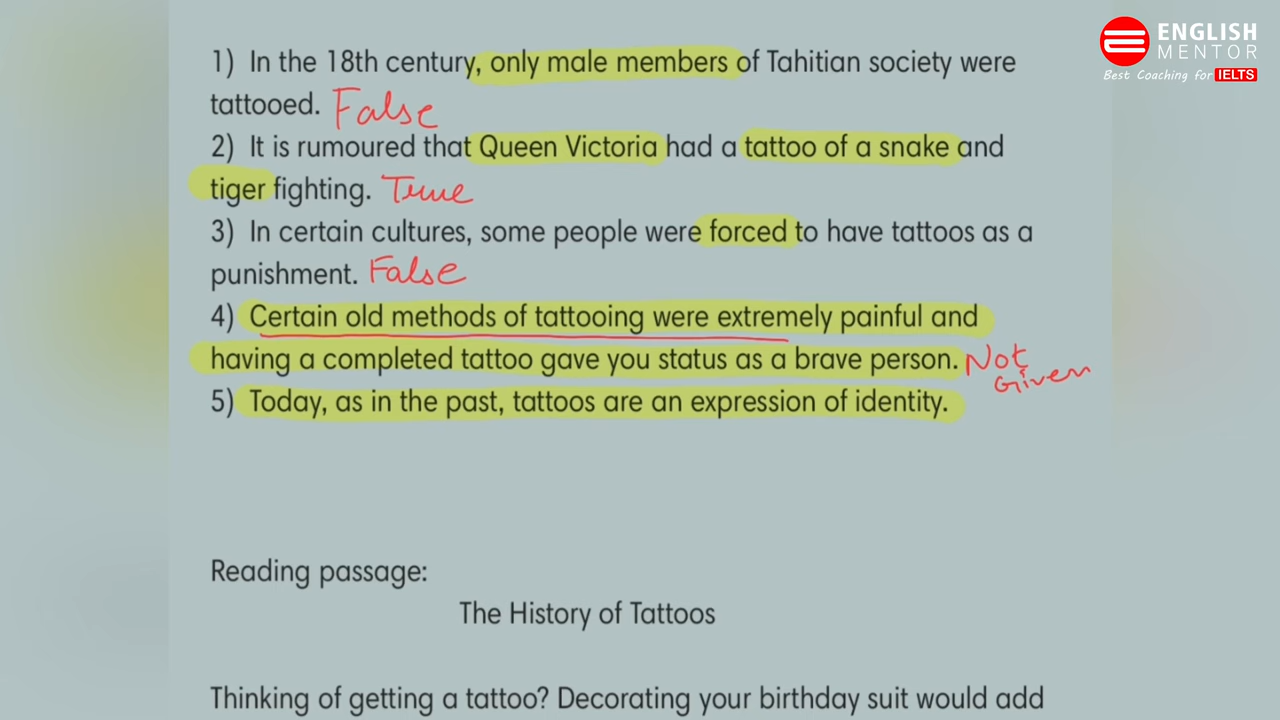 ENGLISH
MENTOR
Best Coaching for IELTS
1) In the 18th century, only male members of Tahitian society were
tattooed. False
2) It is rumoured that Queen Victoria had a tattoo of a snake and
tiger fighting. True
3) In certain cultures, some people were forced to have tattoos as a
punishment. False
4) Certain old methods of tattooing were extremely painful and
having a completed tattoo gave you status as a brave person. Not
Given
5) Today, as in the past, tattoos are an expression of identity.
Reading passage:
The History of Tattoos
Thinking of getting a tattoo? Decorating your birthday suit would add